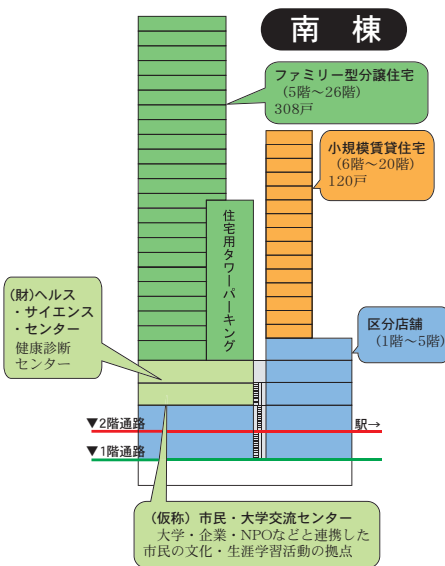 南 棟
ファミリー型分譲住宅
（5階～26階）
308戸
小規模賃貸住宅
（6階～20階）
120戸
住宅用タワーパーキング
(財)ヘルス
・サイエンス
・センター
健康診断
センター
区分店舗
（1階～5階）
▼2階通路
駅→
▼1階通路
（仮称）市民・大学交流センター
大学・企業・NPOなどと連携した
市民の文化・生涯学習活動の拠点